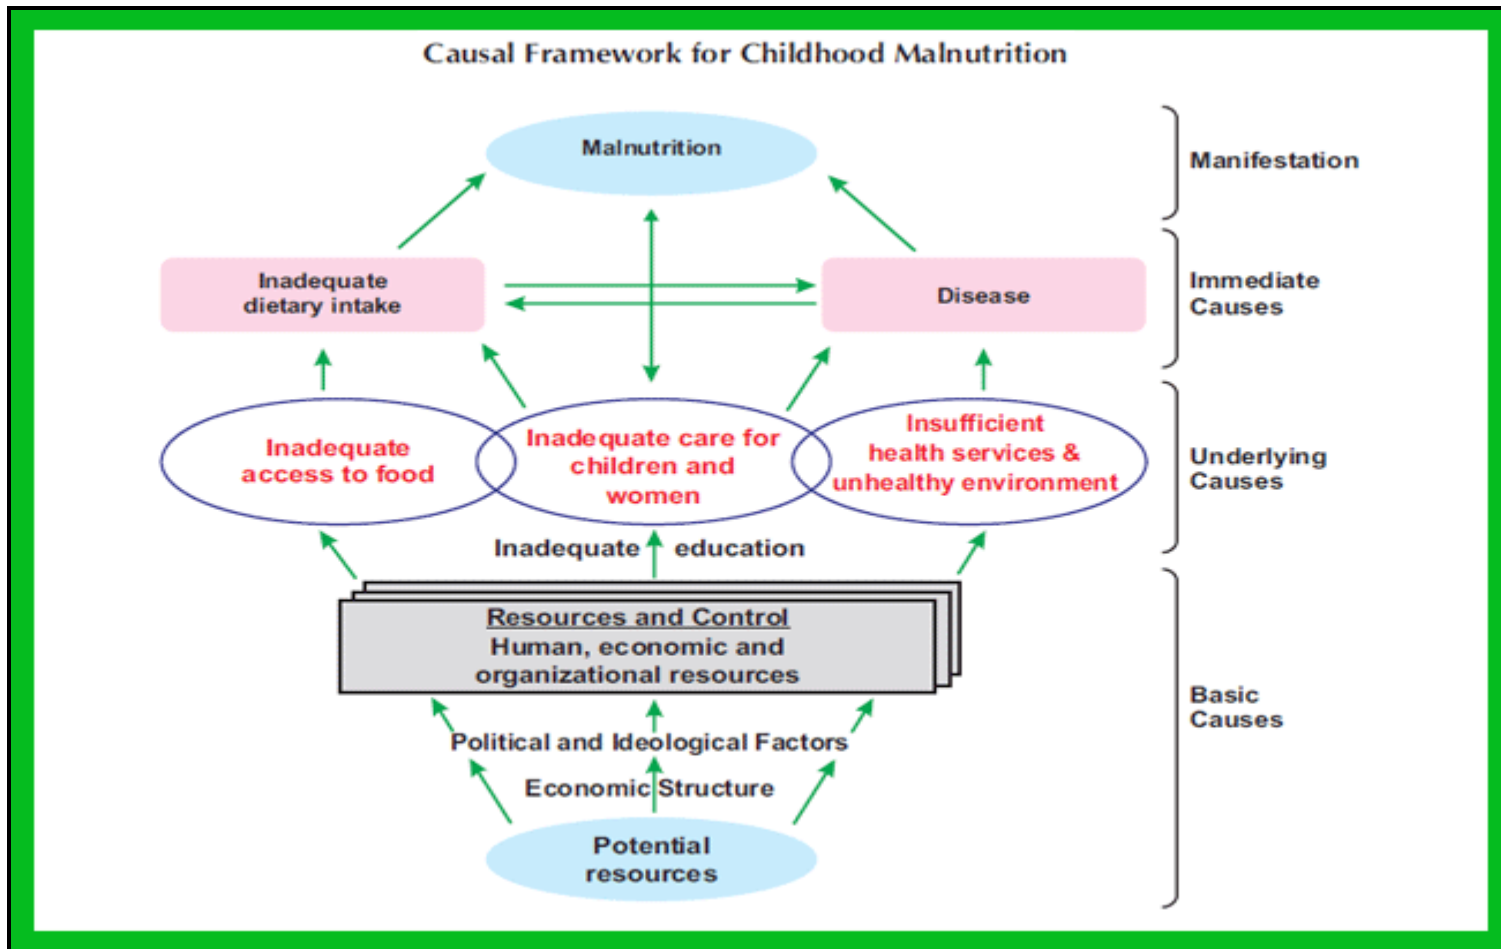 Causal Framework for Childhood Malnutrition
Malnutrition
Manifestation
Inadequate
dietary intake
Disease
Immediate
Causes
Inadequate
access to food
Inadequate care for
children and
women
Insufficient
health services &
unhealthy environment
Underlying
Causes
Inadequate education
Resources and Control
Human, economic and
organizational resources
Basic
Causes
Political and Ideological Factors
Economic Structure
Potential
resources